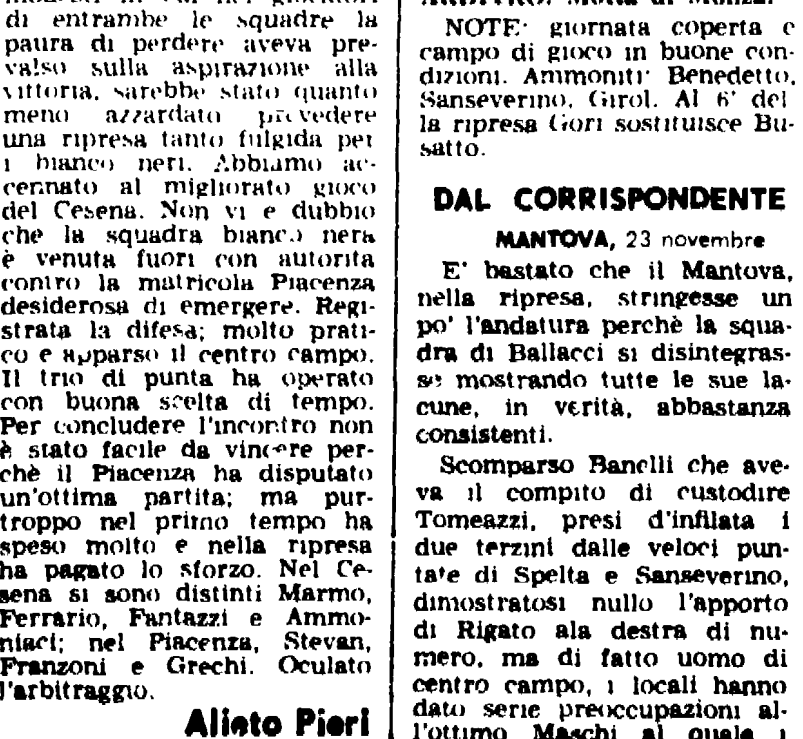 di entrambe le squadre la
paura di perdere aveva pre-
valso sulla aspirazione alla
vittoria, sarebbe stato quanto
meno azzardato prevedere
una ripresa tanto fulgida per
i bianco neri. Abbiamo ac-
cennato al migliorato gioco
del Cesena. Non vi è dubbio
che la squadra bianco nera
è venuta fuori con autorità
contro la matricola Piacenza
desiderosa di emergere. Regi-
strata la difesa; molto prati-
co e apparso il centro campo.
Il trio di punta ha operato
con buona scelta di tempo.
Per concludere l'incontro non
è stato facile da vincere per-
chè il Piacenza ha disputato
un'ottima partita; ma pur-
troppo nel primo tempo ha
speso molto e nella ripresa
ha pagato lo sforzo. Nel Ce-
sena si sono distinti Marmo,
Ferrario, Fantazzi e Ammo-
niaci; nel Piacenza, Stevan,
Franzoni e Grechi. Oculato
l'arbitraggio.
Alieto Pieri
NOTE: giornata coperta e
campo di gioco in buone con-
dizioni. Ammoniti: Benedetto,
Sanseverino, Girol. Al 6' del
la ripresa Gori sostituisce Bu-
satto.
DAL CORRISPONDENTE
MANTOVA, 23 novembre
E' bastato che il Mantova,
nella ripresa, stringesse un
po' l'andatura perchè la squa-
dra di Ballacci si disintegras-
se mostrando tutte le sue la-
cune, in verità, abbastanza
consistenti.
Scomparso Banelli che ave-
va il compito di custodire
Tomeazzi, presi d'infilata i
due terzini dalle veloci pun-
tate di Spelta e Sanseverino,
dimostratosi nullo l'apporto
di Rigato ala destra di nu-
mero, ma di fatto uomo di
centro campo, i locali hanno
dato serie preoccupazioni al-
l'ottimo Maschi al quale i